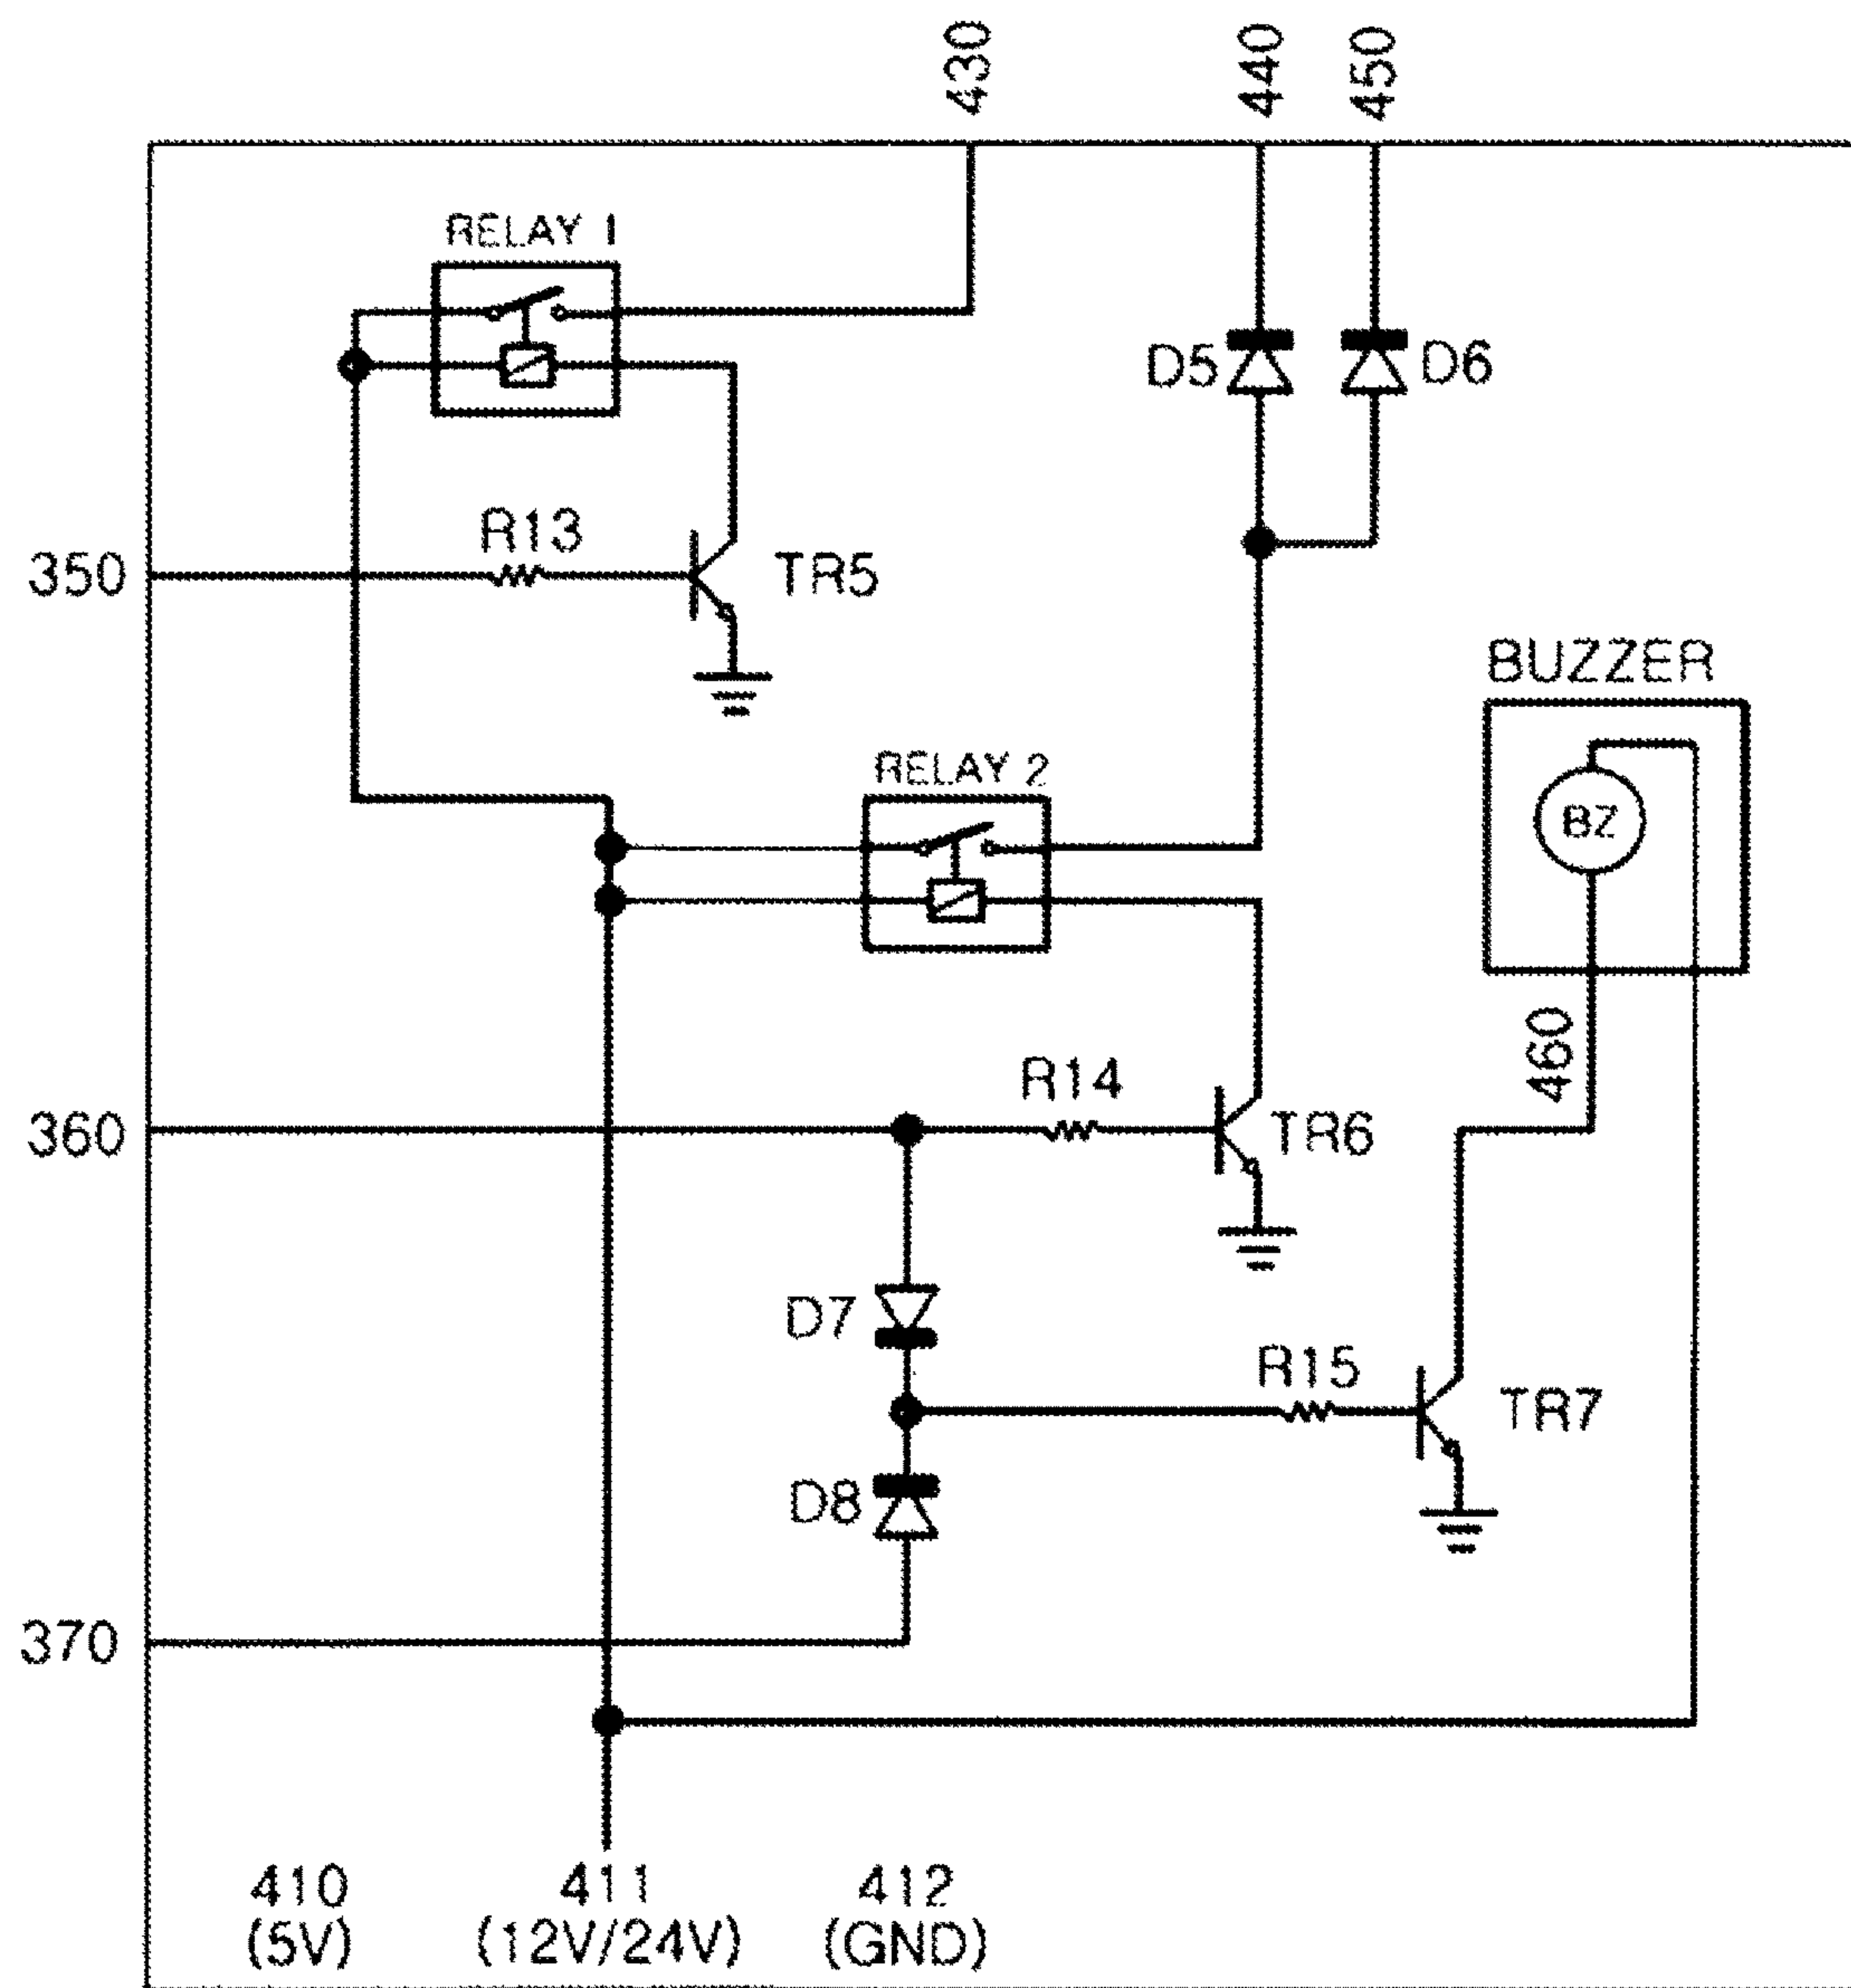 430
440
450
RELAY 1
D5
D6
R13
350
TR5
BUZZER
RELAY 2
BZ
460
R14
360
TR6
D7
R15
TR7
D8
370
410
(5V)
411
(12V/24V)
412
(GND)